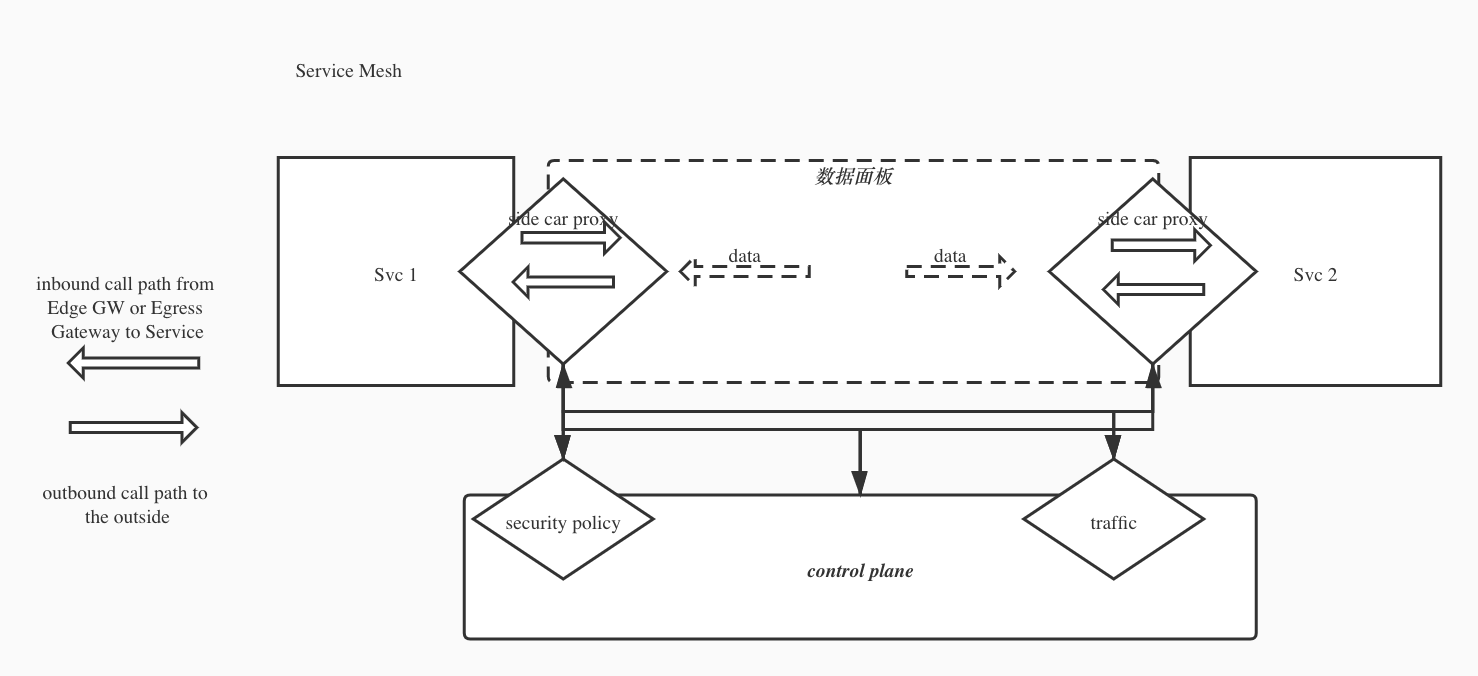 Service Mesh
数据面板
side car proxy
side car proxy
data
data
Svc 1
Svc 2
inbound call path from
Edge GW or Egress
Gateway to Service
outbound call path to
the outside
security policy
traffic
control plane